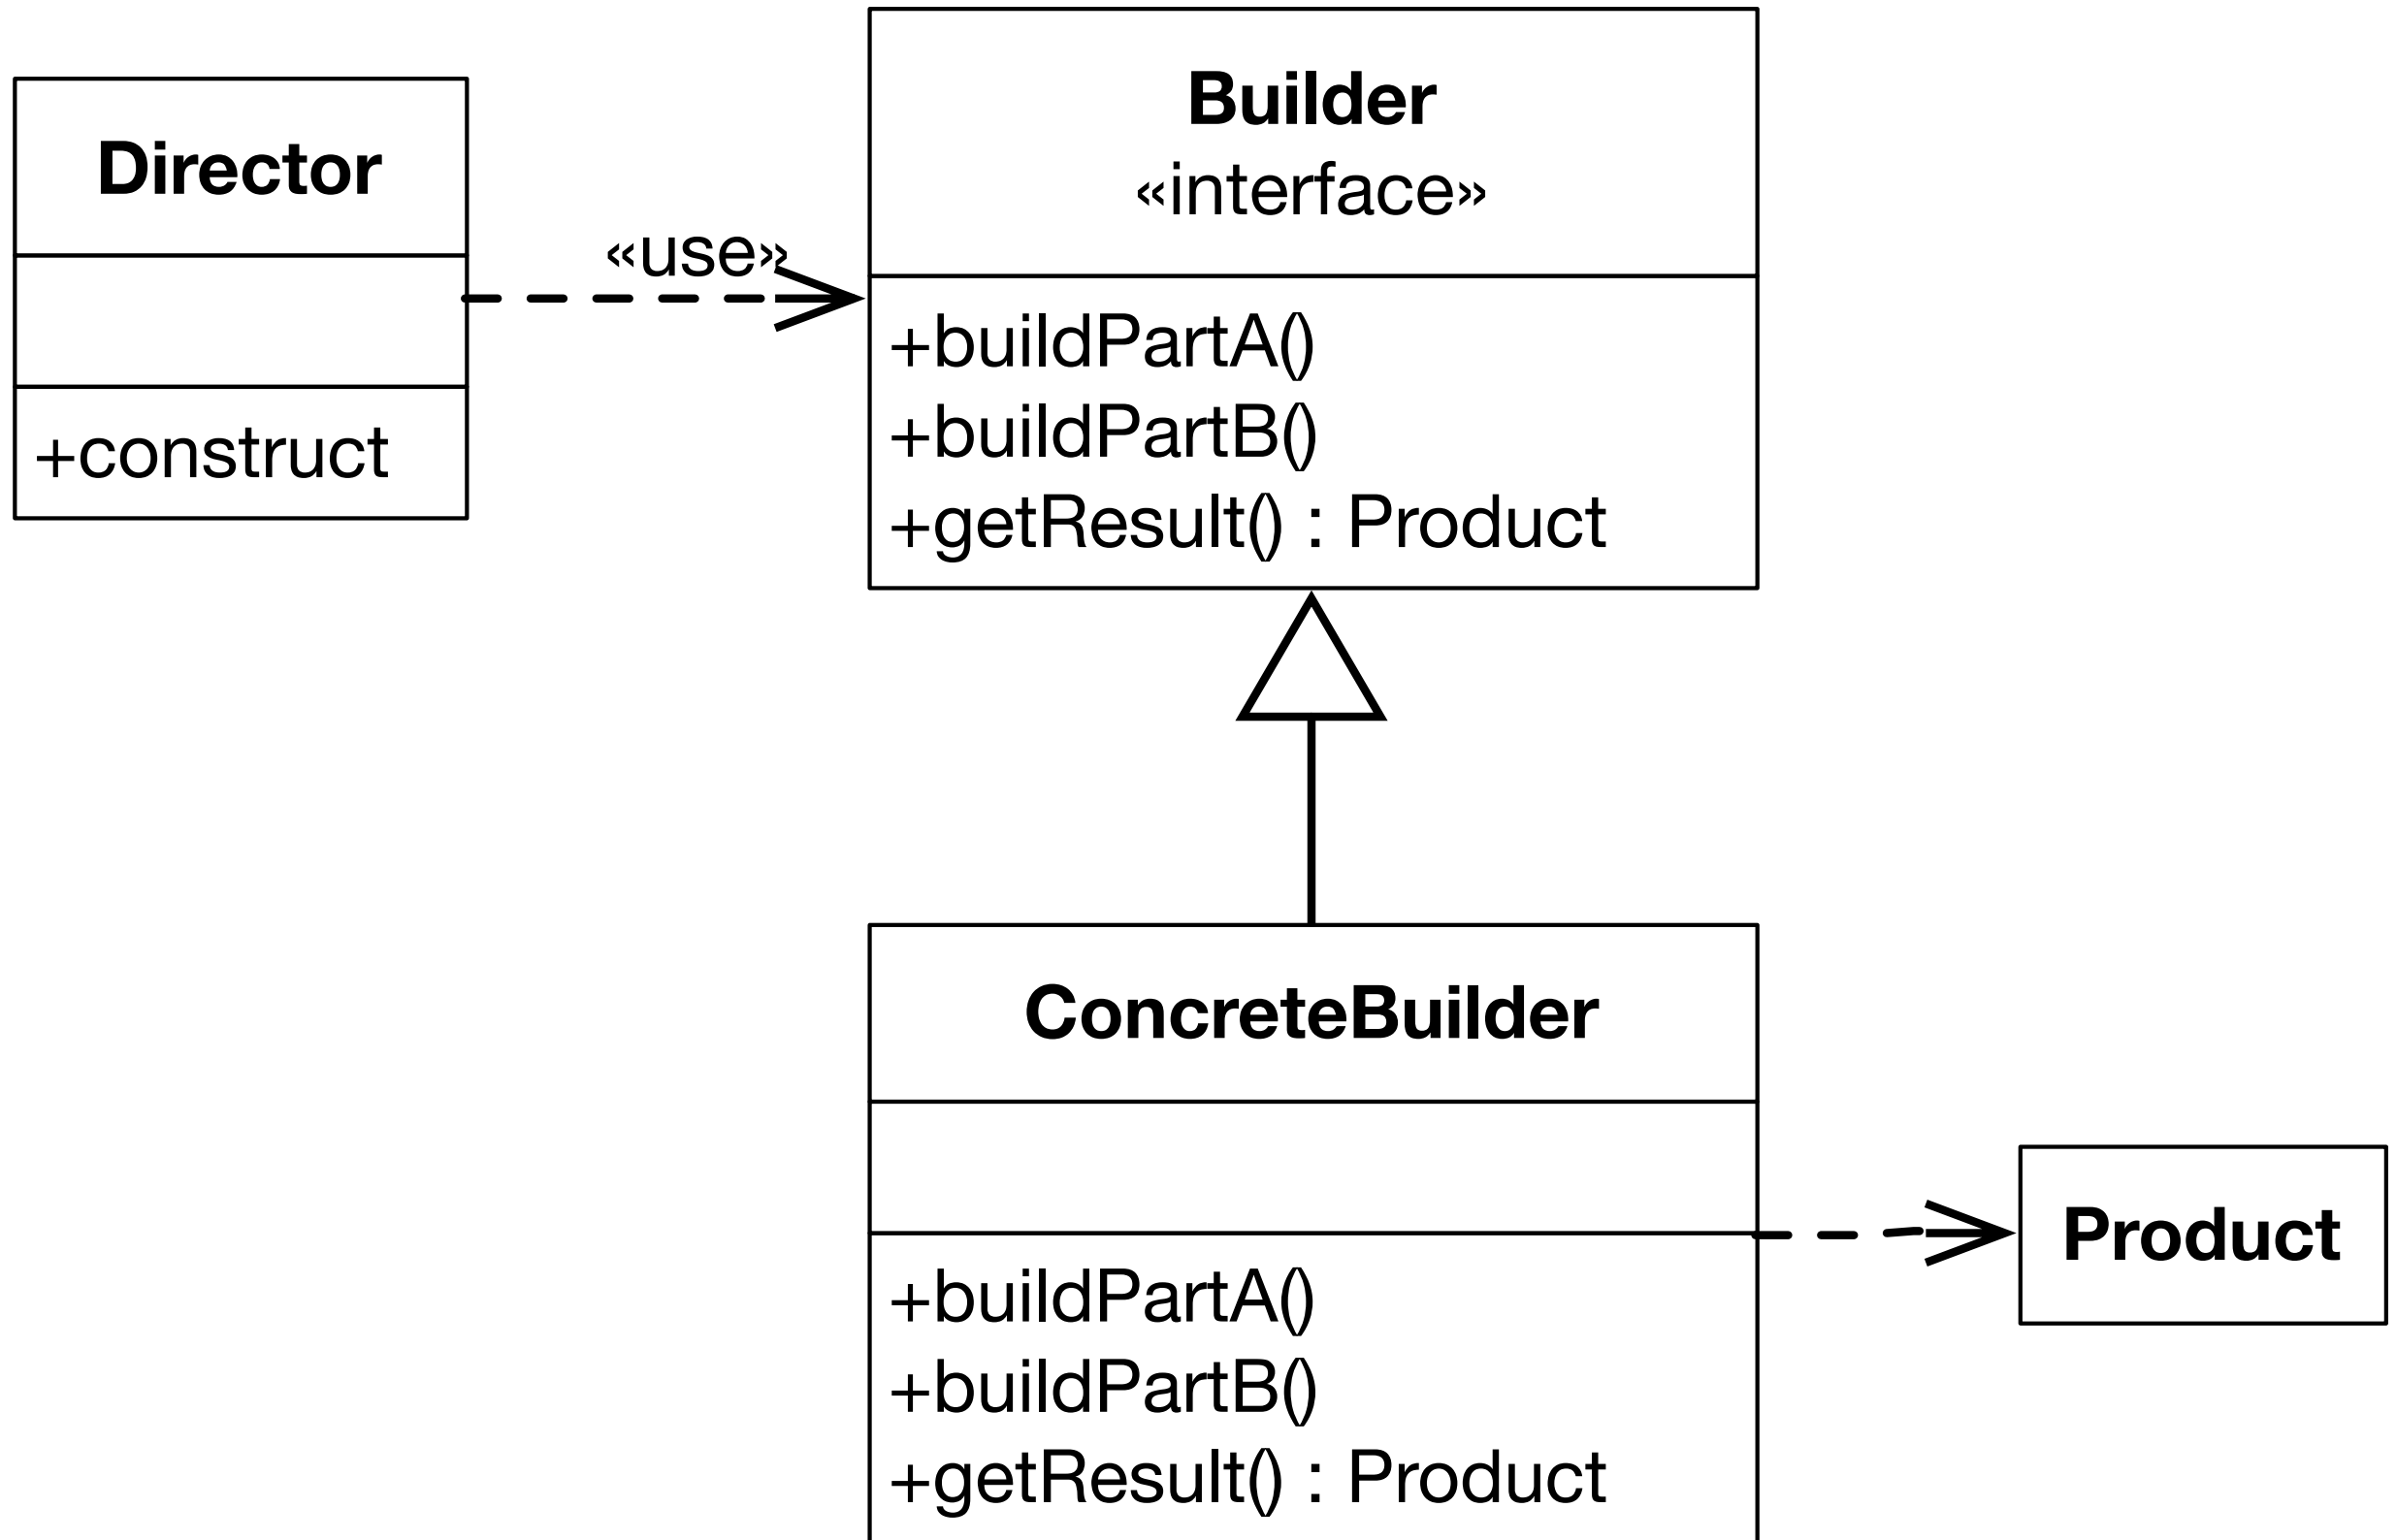 Director
+construct
«use»
Builder
«interface»
+buildPartA()
+buildPartB()
+getResult() : Product
ConcreteBuilder
+buildPartA()
+buildPartB()
+getResult() : Product
Product